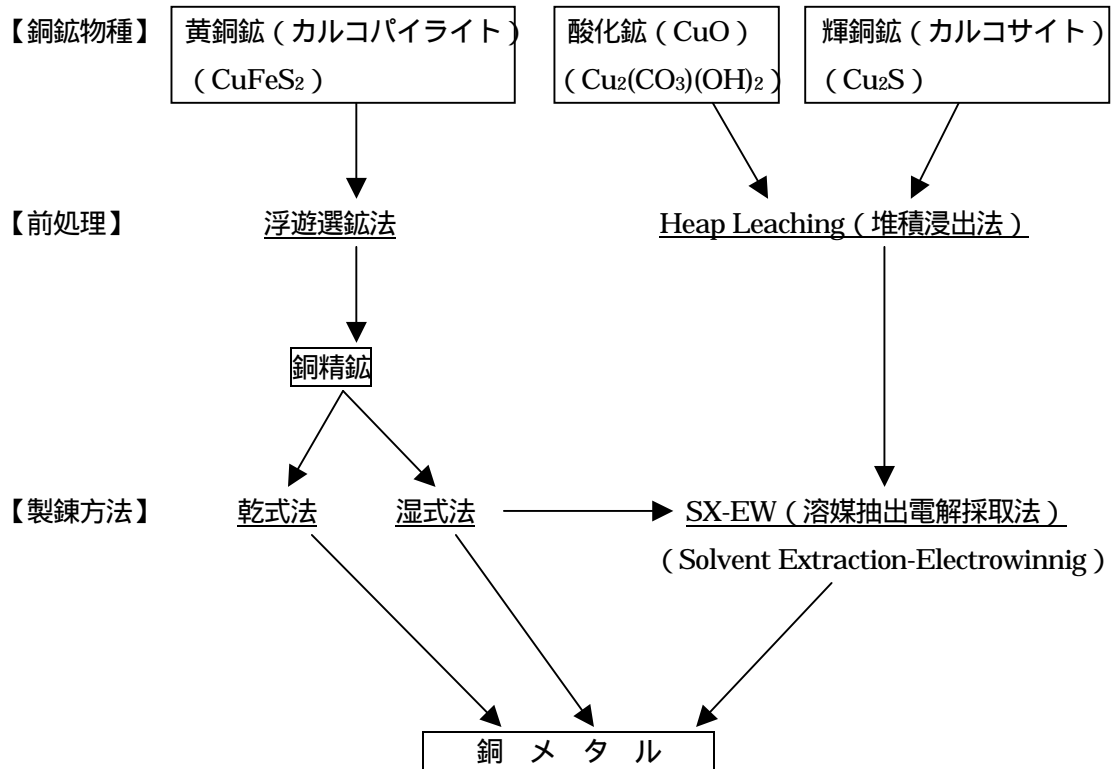 【銅鉱物種】 黄銅鉱（カルコパイライト） 酸化鉱（CuO） 輝銅鉱（カルコサイト）
（CuFeS₂） （Cu₂(CO₃)(OH)₂） （Cu₂S）
【前処理】 浮遊選鉱法 Heap Leaching（堆積浸出法）
銅精鉱
【製錬方法】 乾式法 湿式法 SX-EW（溶媒抽出電解採取法）
（Solvent Extraction-Electrowinnig）
銅 メ タ ル